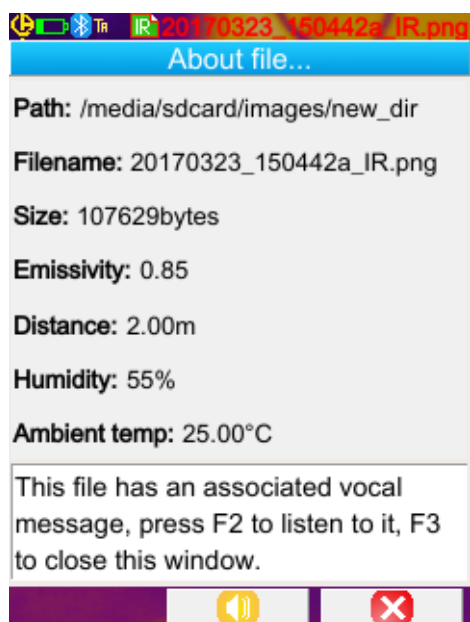 TR IR 20170323_150442a_IR.png
About file...
Path: /media/sdcard/images/new_dir
Filename: 20170323_150442a_IR.png
Size: 107629bytes
Emissivity: 0.85
Distance: 2.00m
Humidity: 55%
Ambient temp: 25.00°C
This file has an associated vocal
message, press F2 to listen to it, F3
to close this window.